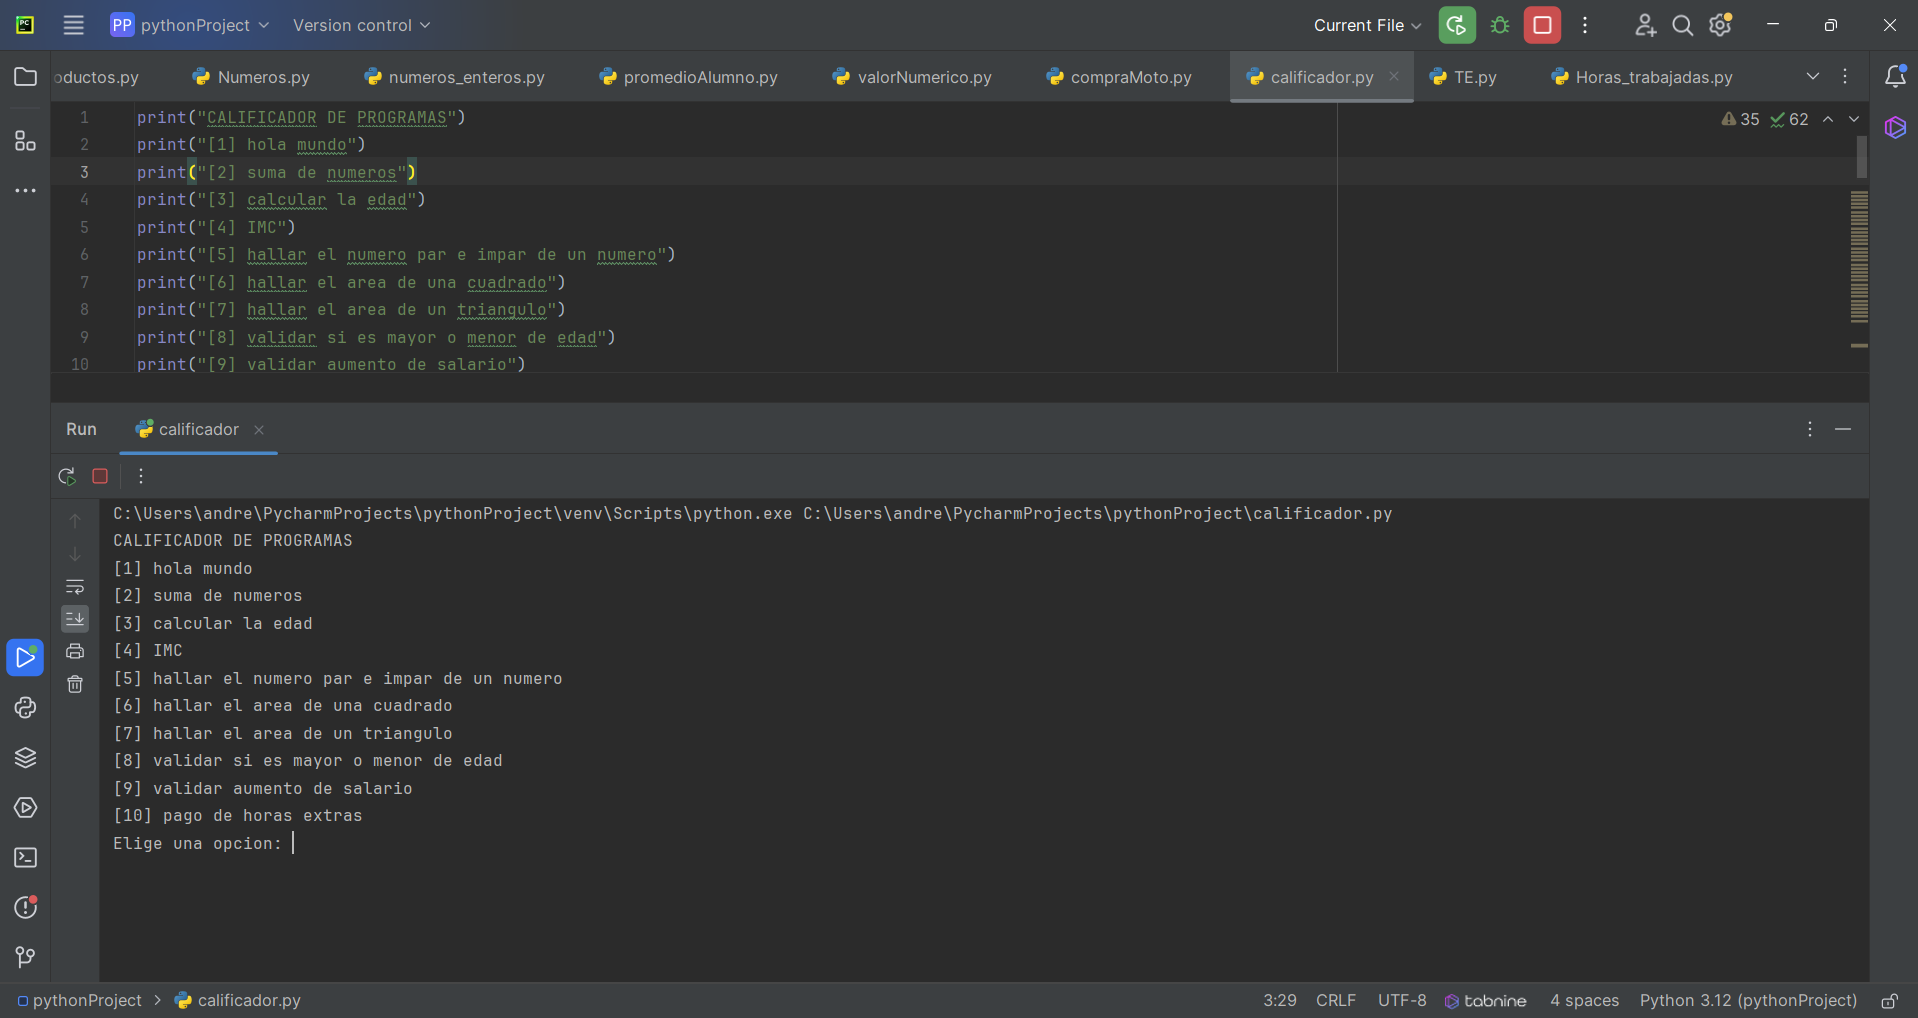 PP pythonProject Version control Current File
oductos.py Numeros.py numeros_enteros.py promedioAlumno.py valorNumerico.py compraMoto.py calificador.py TE.py Horas_trabajadas.py
1 print("CALIFICADOR DE PROGRAMAS") 35 62
2 print("[1] hola mundo")
3 print("[2] suma de numeros")
4 print("[3] calcular la edad")
5 print("[4] IMC")
6 print("[5] hallar el numero par e impar de un numero")
7 print("[6] hallar el area de una cuadrado")
8 print("[7] hallar el area de un triangulo")
9 print("[8] validar si es mayor o menor de edad")
10 print("[9] validar aumento de salario")
Run calificador
C:\Users\andre\PycharmProjects\pythonProject\venv\Scripts\python.exe C:\Users\andre\PycharmProjects\pythonProject\calificador.py
CALIFICADOR DE PROGRAMAS
[1] hola mundo
[2] suma de numeros
[3] calcular la edad
[4] IMC
[5] hallar el numero par e impar de un numero
[6] hallar el area de una cuadrado
[7] hallar el area de un triangulo
[8] validar si es mayor o menor de edad
[9] validar aumento de salario
[10] pago de horas extras
Elige una opcion:
pythonProject > calificador.py 3:29 CRLF UTF-8 tabnine 4 spaces Python 3.12 (pythonProject)